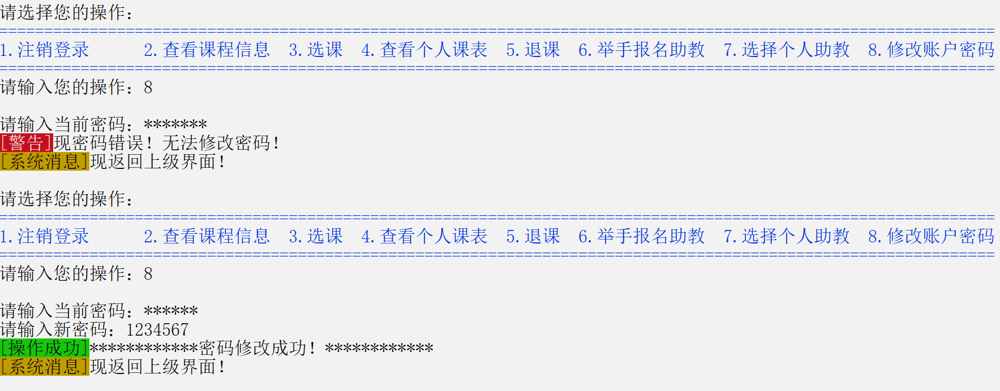 请选择您的操作：
==============================================================================================================
1.注销登录      2.查看课程信息  3.选课  4.查看个人课表  5.退课  6.举手报名助教  7.选择个人助教  8.修改账户密码
==============================================================================================================
请输入您的操作：8
请输入当前密码：*******
[警告]现密码错误！无法修改密码！
[系统消息]现返回上级界面！
请选择您的操作：
==============================================================================================================
1.注销登录      2.查看课程信息  3.选课  4.查看个人课表  5.退课  6.举手报名助教  7.选择个人助教  8.修改账户密码
==============================================================================================================
请输入您的操作：8
请输入当前密码：******
请输入新密码：1234567
[操作成功]************密码修改成功！************
[系统消息]现返回上级界面！